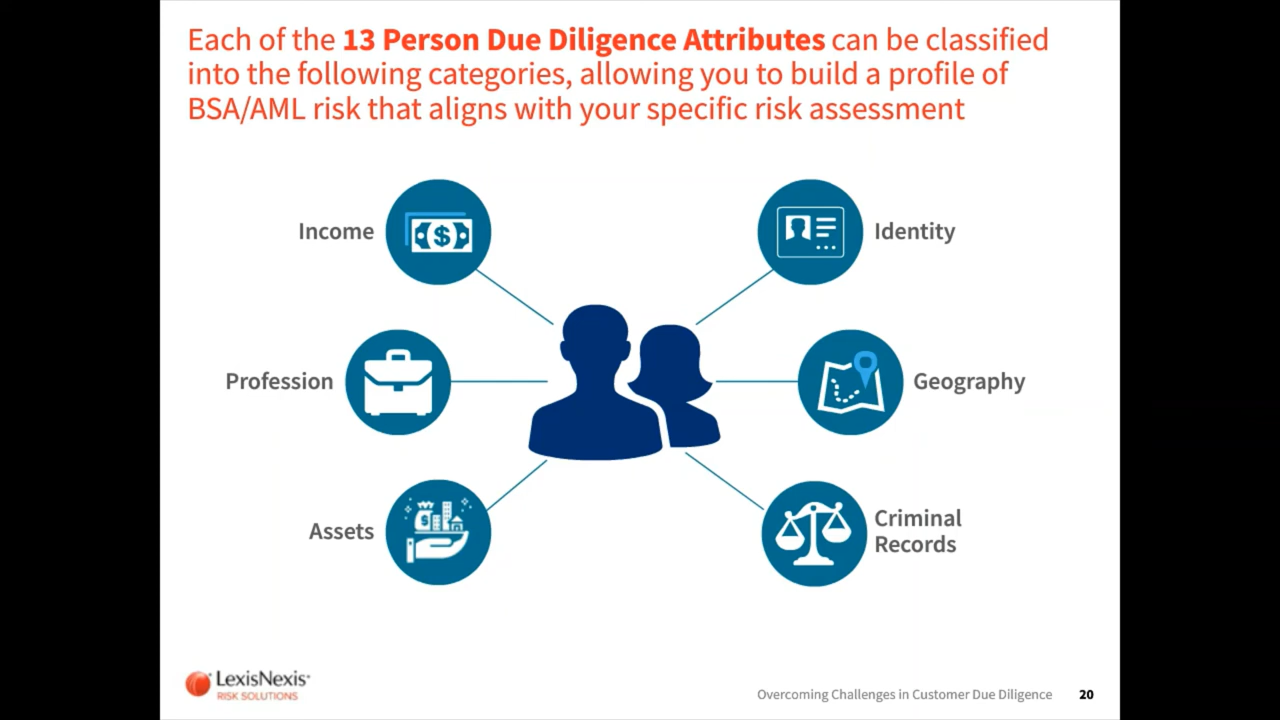 Each of the 13 Person Due Diligence Attributes can be classified
into the following categories, allowing you to build a profile of
BSA/AML risk that aligns with your specific risk assessment
Income
Identity
Profession
Geography
Assets
Criminal
Records
LexisNexis
RISK SOLUTIONS
Overcoming Challenges in Customer Due Diligence 20